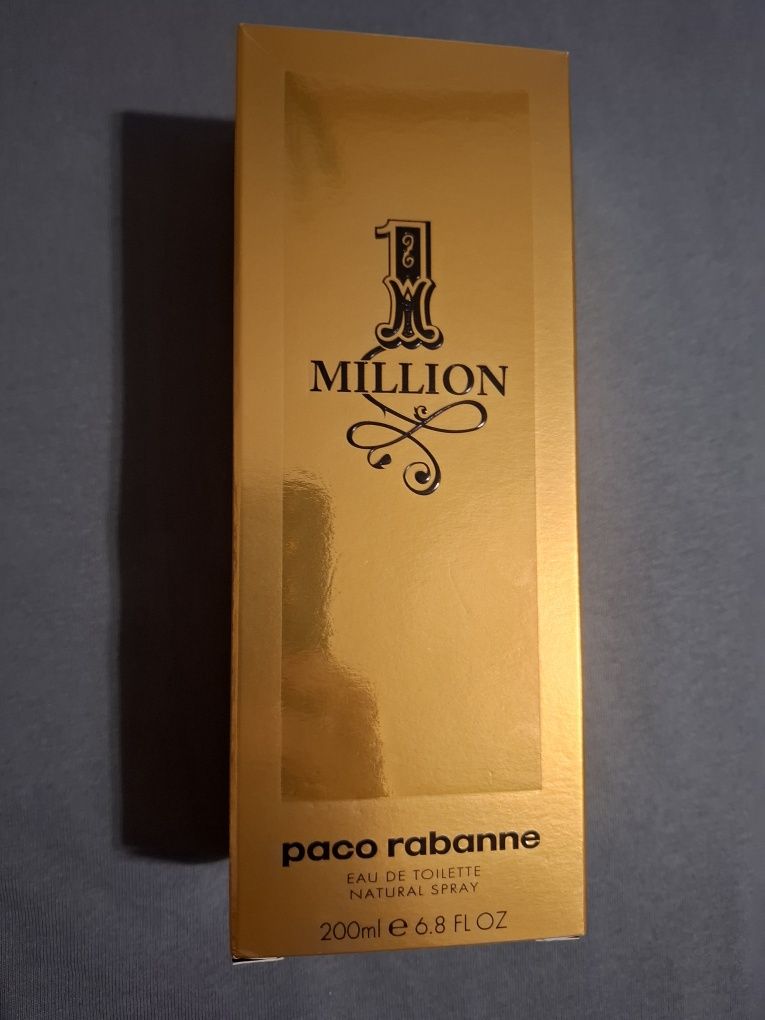 1
MILLION
paco rabanne
EAU DE TOILETTE
NATURAL SPRAY
200ml e 6.8 FL OZ